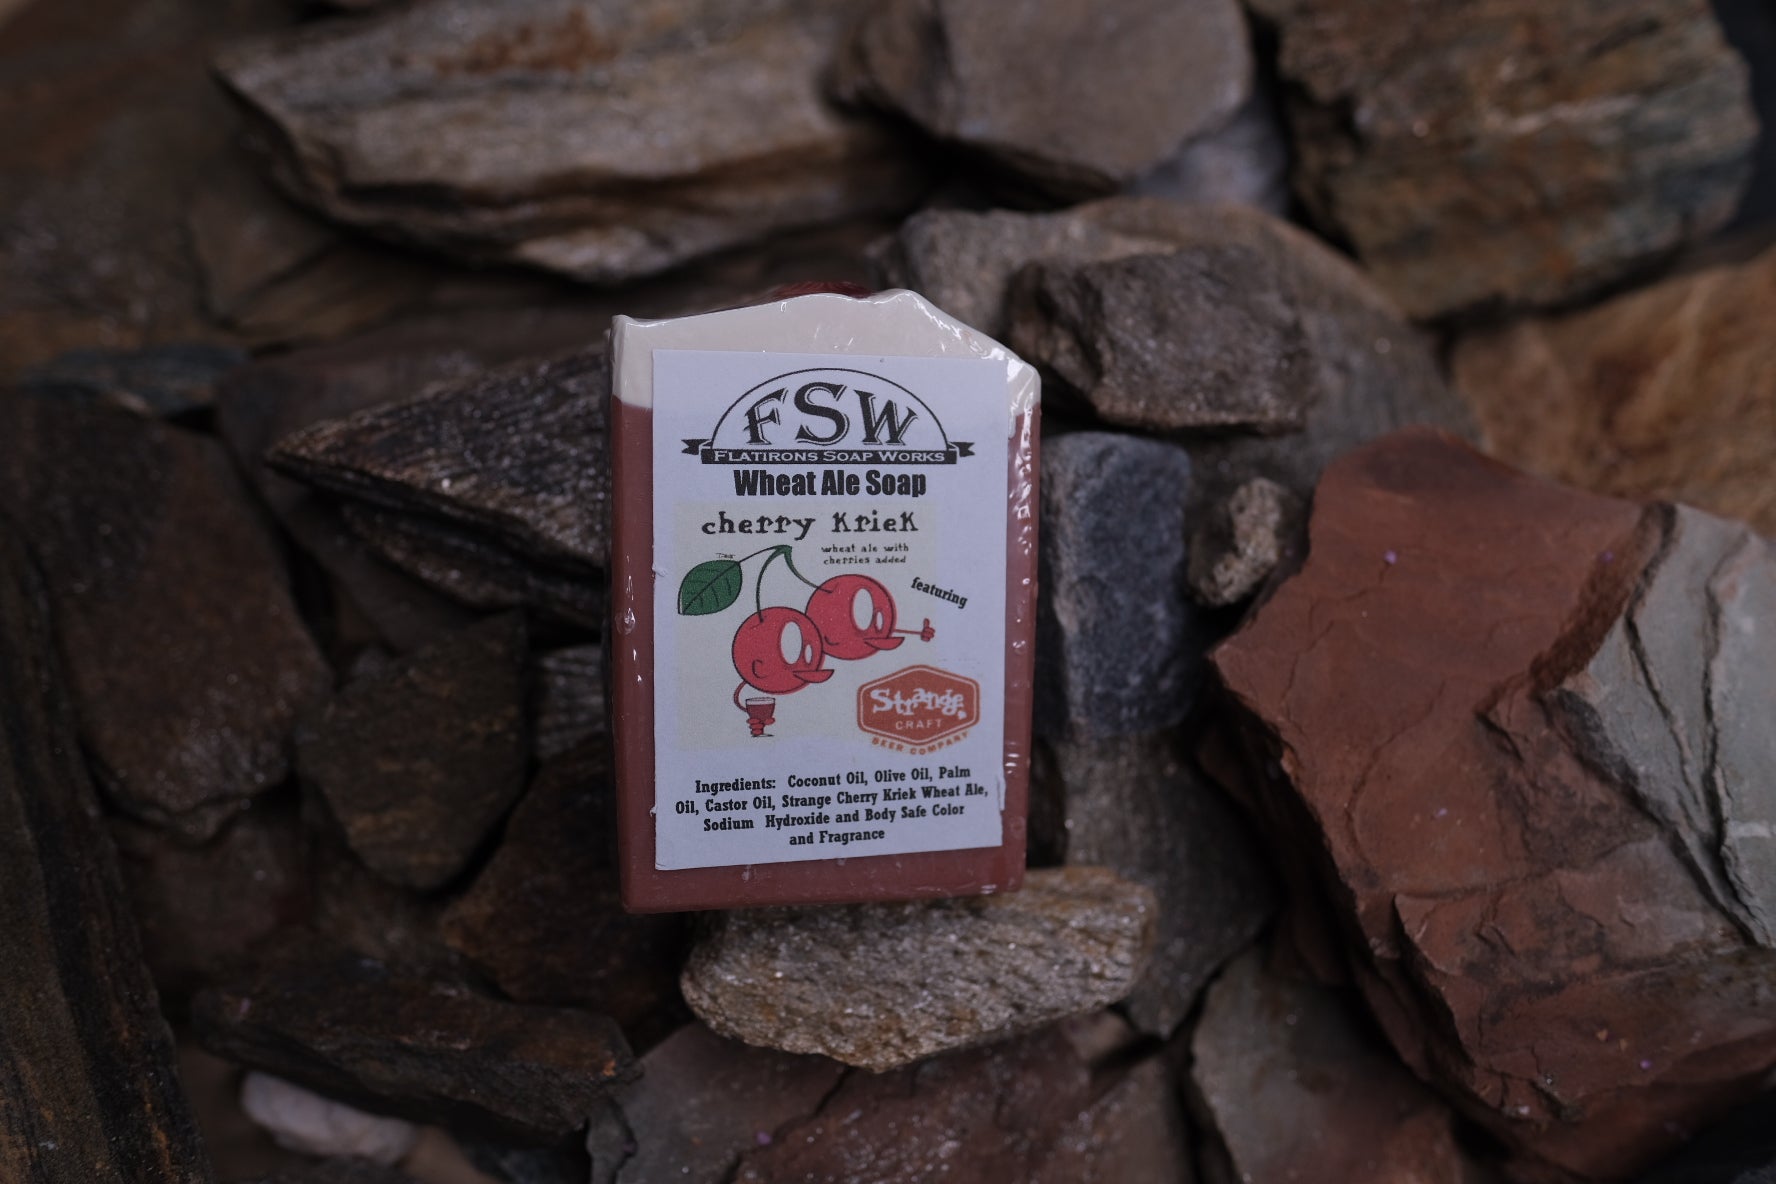 FSW
Flatirons Soap Works
Wheat Ale Soap
cherry KrieK
wheat ale with
cherries added
featuring
Strange
CRAFT
BEER COMPANY
Ingredients: Coconut Oil, Olive Oil, Palm
Oil, Castor Oil, Strange Cherry Kriek Wheat Ale,
Sodium Hydroxide and Body Safe Color
and Fragrance